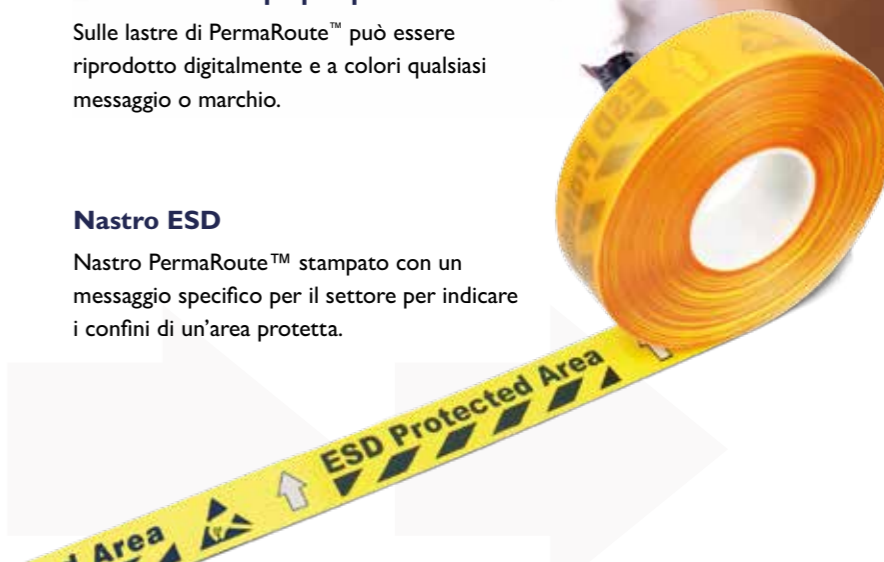 Sulle lastre di PermaRoute™ può essere
riprodotto digitalmente e a colori qualsiasi
messaggio o marchio.
Nastro ESD
Nastro PermaRoute™ stampato con un
messaggio specifico per il settore per indicare
i confini di un'area protetta.
ESD Protected Area
Area